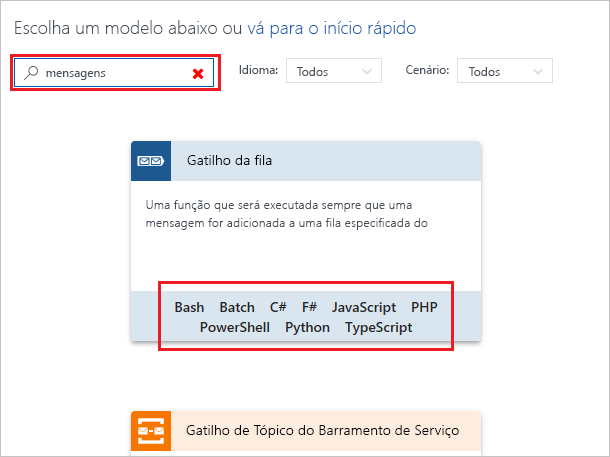 Escolha um modelo abaixo ou vá para o início rápido
mensagens
Idioma: Todos
Cenário: Todos
Gatilho da fila
Uma função que será executada sempre que uma
mensagem for adicionada a uma fila especificada do
Bash Batch C# F# JavaScript PHP
PowerShell Python TypeScript
Gatilho de Tópico do Barramento de Serviço